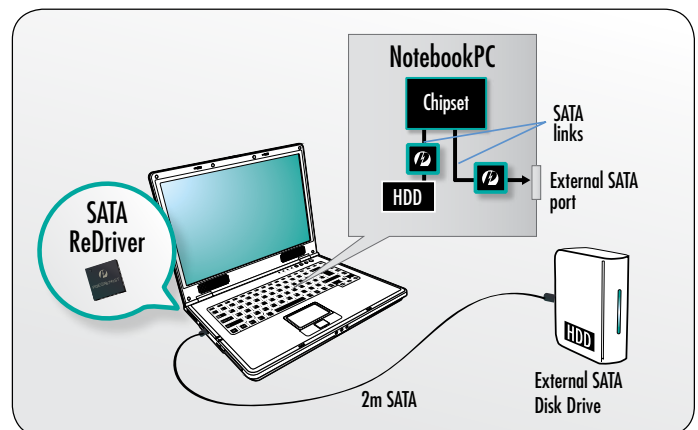 NotebookPC
Chipset
SATA
links
HDD
External SATA
port
SATA
ReDriver
HDD
2m SATA
External SATA
Disk Drive